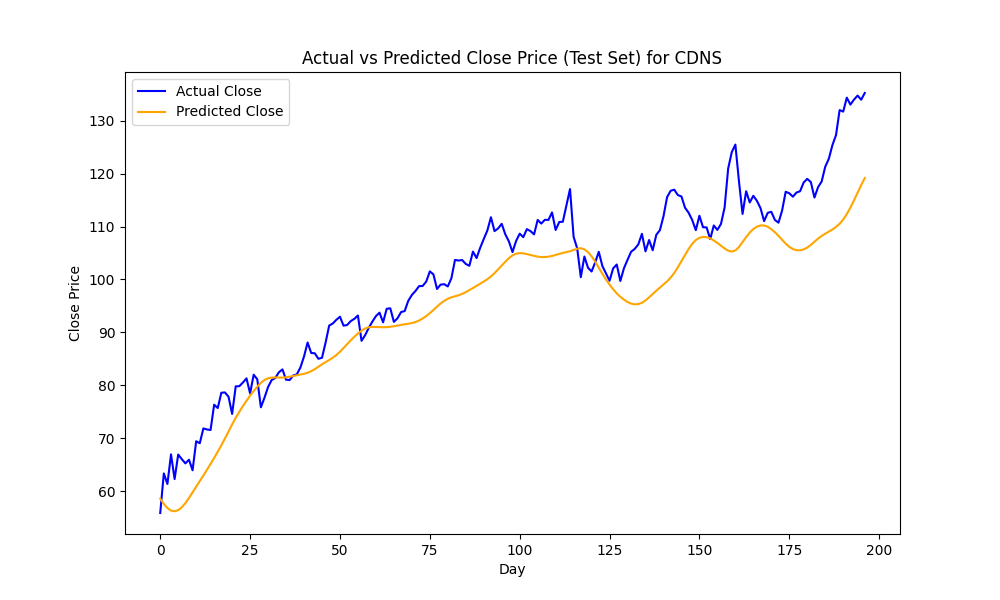 Actual vs Predicted Close Price (Test Set) for CDNS
Actual Close
Predicted Close
Close Price
130
120
110
100
90
80
70
60
0 25 50 75 100 125 150 175 200
Day